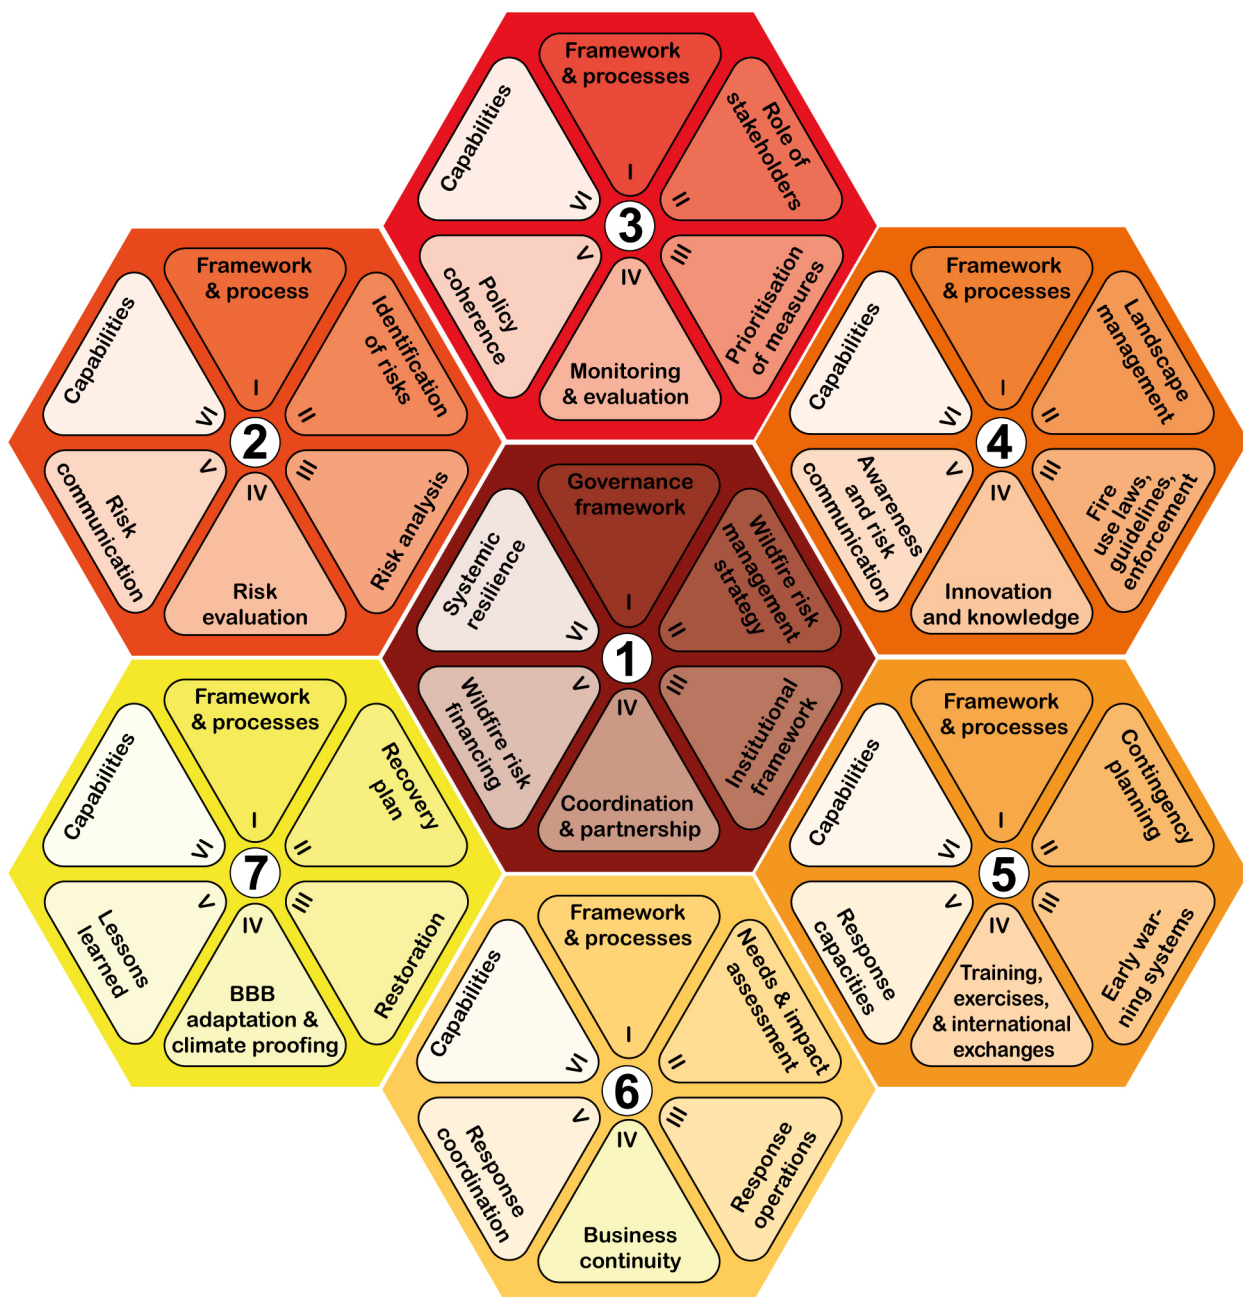 Framework
& processes
I
Role of
stakeholders
II
Prioritisation
of measures
III
Monitoring
& evaluation
IV
Policy
coherence
V
Capabilities
VI
3
Framework
& process
I
Identification
of risks
II
Risk analysis
III
Risk
evaluation
IV
Risk
communication
V
Capabilities
VI
2
Framework
& processes
I
Landscape
management
II
Fire
use laws,
guidelines,
enforcement
III
Innovation
and knowledge
IV
Awareness
and risk
communication
V
Capabilities
VI
4
Governance
framework
I
Wildfire risk
management
strategy
II
Institutional
framework
III
Coordination
& partnership
IV
Wildfire risk
financing
V
Systemic
resilience
VI
1
Framework
& processes
I
Recovery
plan
II
Restoration
III
BBB
adaptation &
climate proofing
IV
Lessons
learned
V
Capabilities
VI
7
Framework
& processes
I
Contingency
planning
II
Early war-
ning systems
III
Training,
exercises,
& international
exchanges
IV
Response
capacities
V
Capabilities
VI
5
Framework
& processes
I
Needs & impact
assessment
II
Response
operations
III
Business
continuity
IV
Response
coordination
V
Capabilities
VI
6